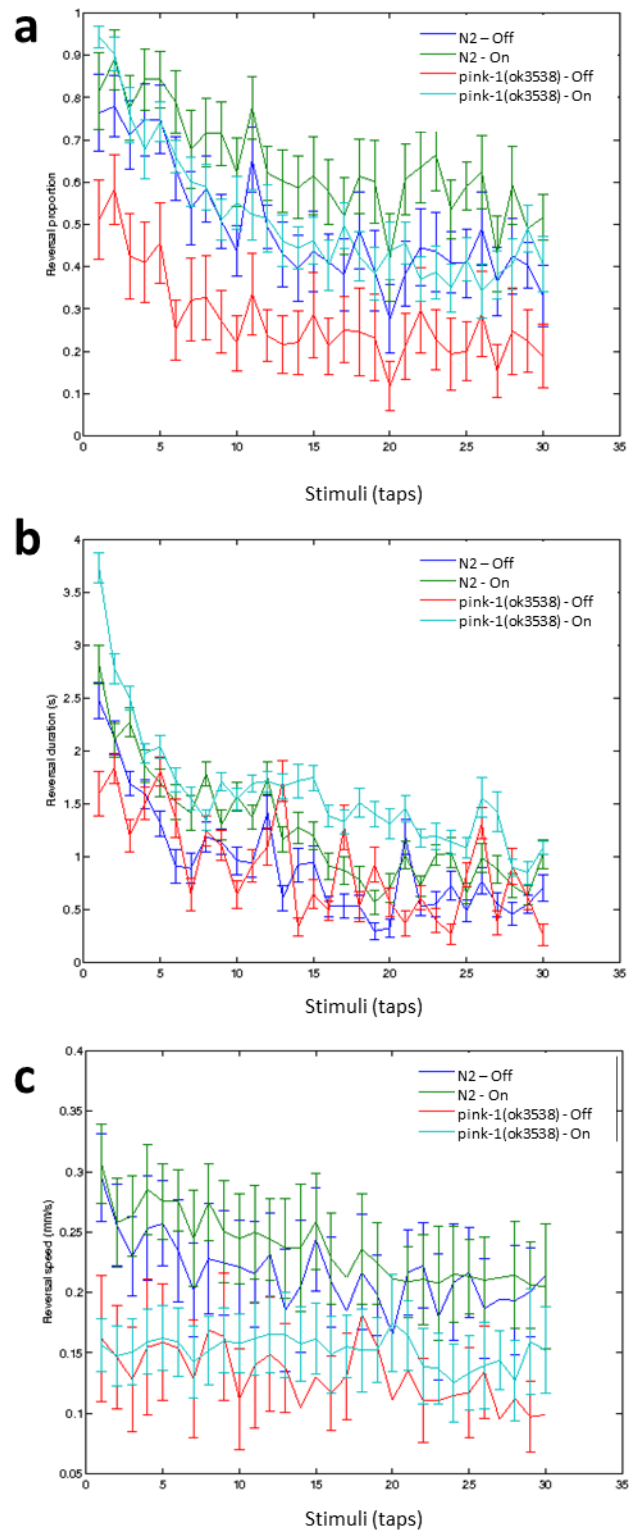 a
N2 – Off
N2 - On
pink-1(ok3538) - Off
pink-1(ok3538) - On
Reversal proportion
1
0.9
0.8
0.7
0.6
0.5
0.4
0.3
0.2
0.1
0
0 5 10 15 20 25 30 35
Stimuli (taps)
b
N2 – Off
N2 - On
pink-1(ok3538) - Off
pink-1(ok3538) - On
Reversal duration (s)
4
3.5
3
2.5
2
1.5
1
0.5
0
0 5 10 15 20 25 30 35
Stimuli (taps)
c
N2 – Off
N2 - On
pink-1(ok3538) - Off
pink-1(ok3538) - On
Reversal speed (mm/s)
0.4
0.35
0.3
0.25
0.2
0.15
0.1
0.05
0 5 10 15 20 25 30 35
Stimuli (taps)